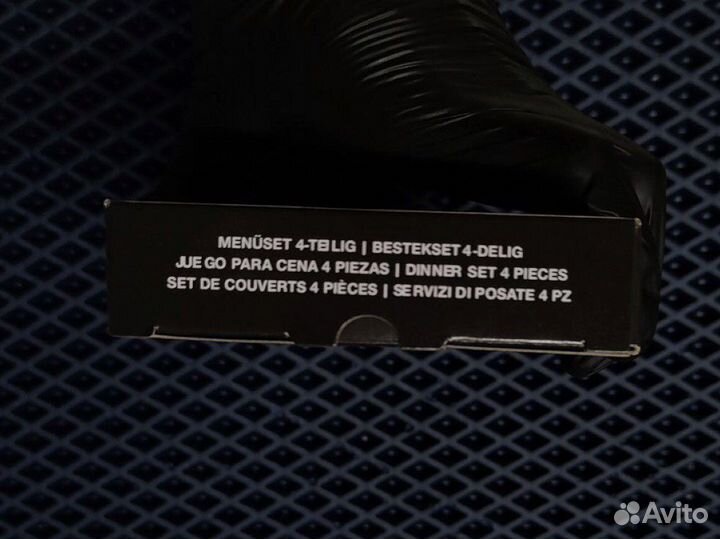 MENŰSET 4-TEILIG | BESTEKSET 4-DELIG
JUEGO PARA CENA 4 PIEZAS | DINNER SET 4 PIECES
SET DE COUVERTS 4 PIÈCES | SERVIZI DI POSATE 4 PZ
Avito